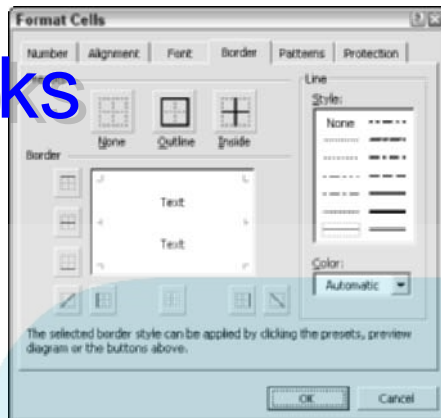 Format Cells
Number Alignment Font Border Patterns Protection
ks
Line
Style:
None
None Outline Inside
Border
Text
Text
Color:
Automatic
The selected border style can be applied by clicking the presets, preview
diagram or the buttons above.
OK Cancel